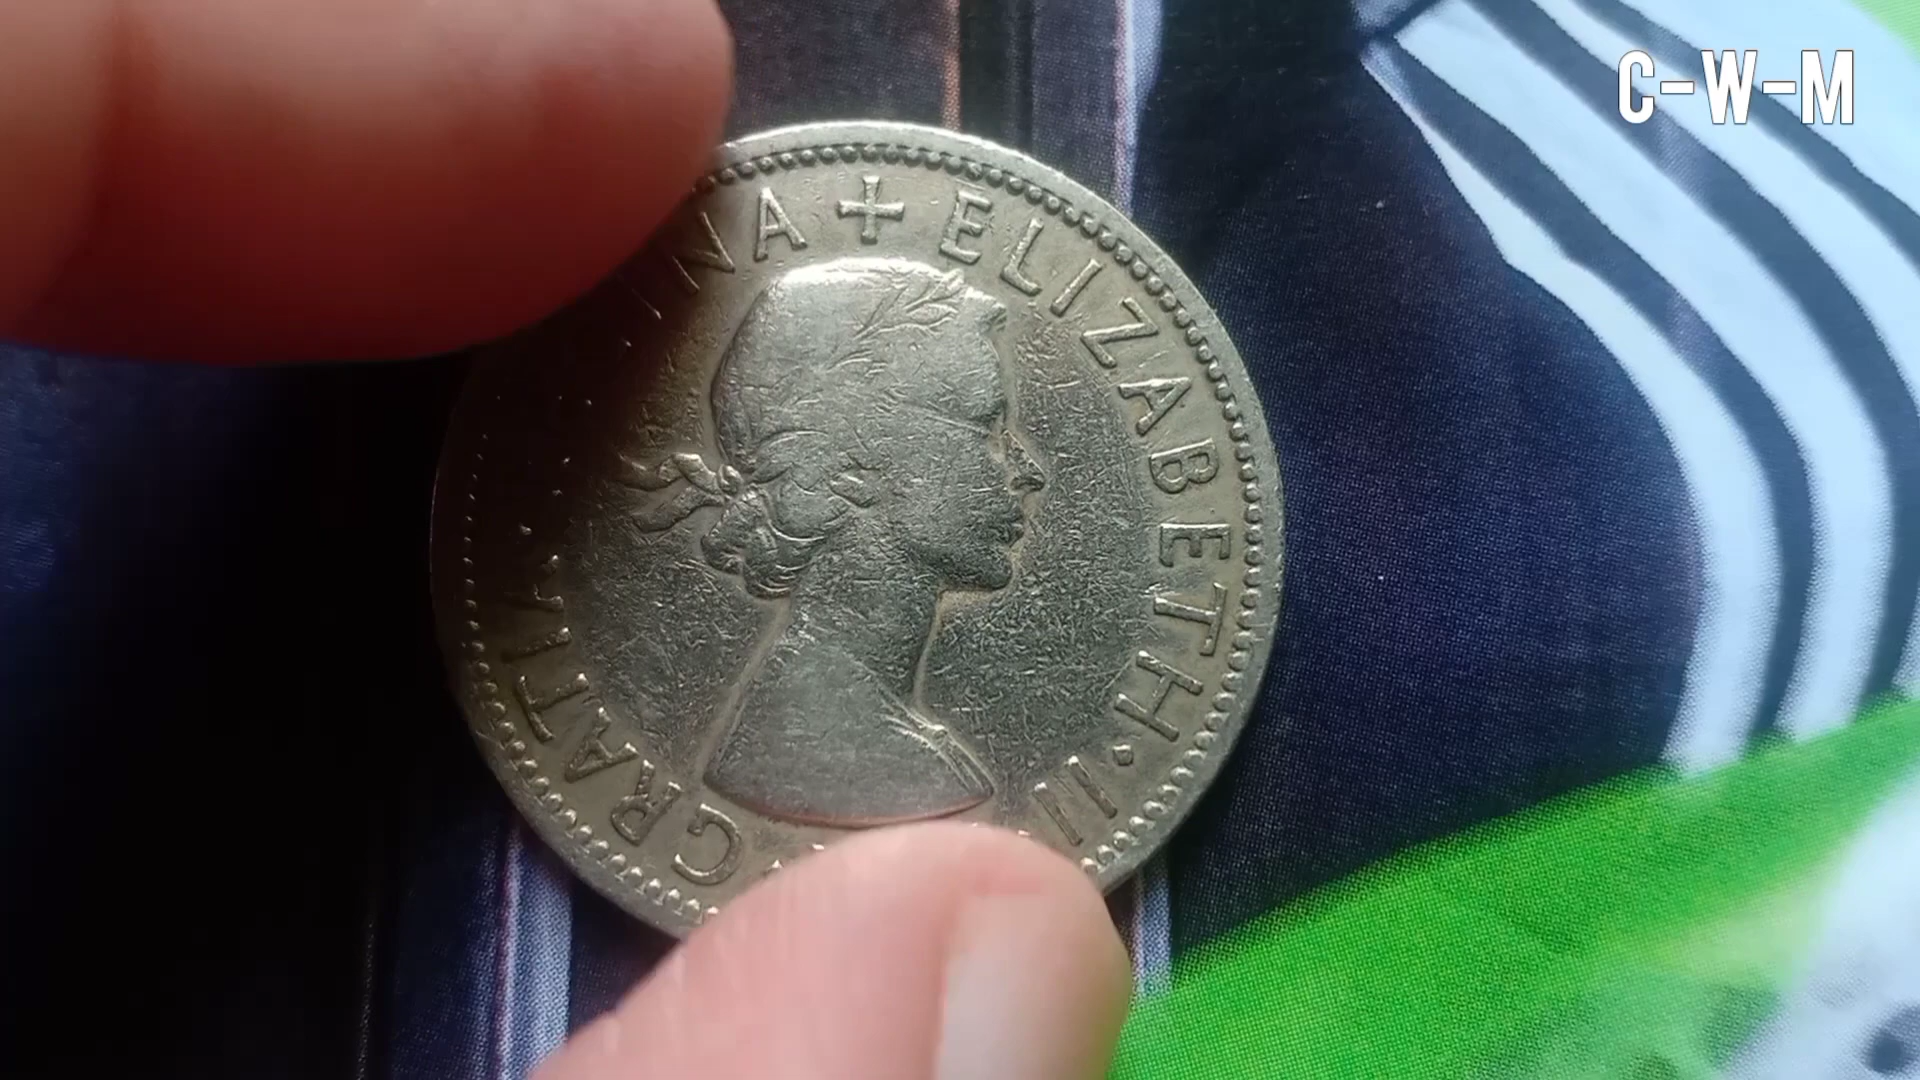 C-W-M
+ ELIZABETH · II
GRATIA · INA